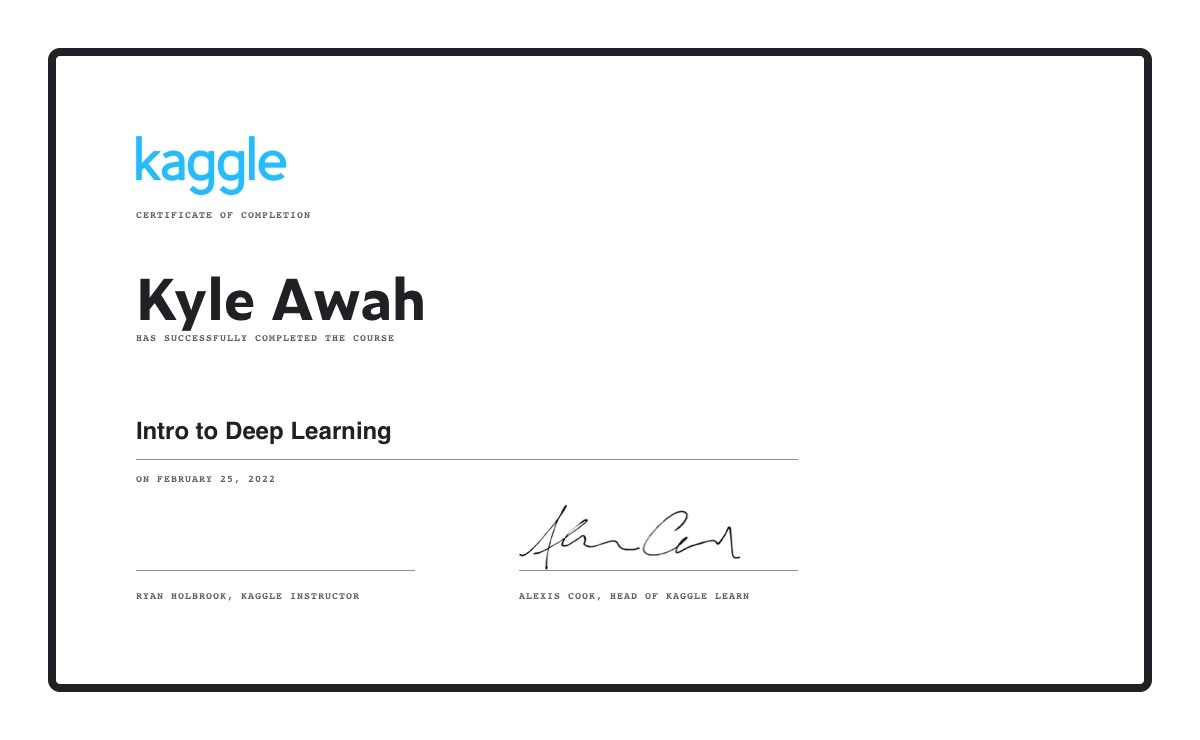 kaggle
CERTIFICATE OF COMPLETION
Kyle Awah
HAS SUCCESSFULLY COMPLETED THE COURSE
Intro to Deep Learning
ON FEBRUARY 25, 2022
RYAN HOLBROOK, KAGGLE INSTRUCTOR
ALEXIS COOK, HEAD OF KAGGLE LEARN